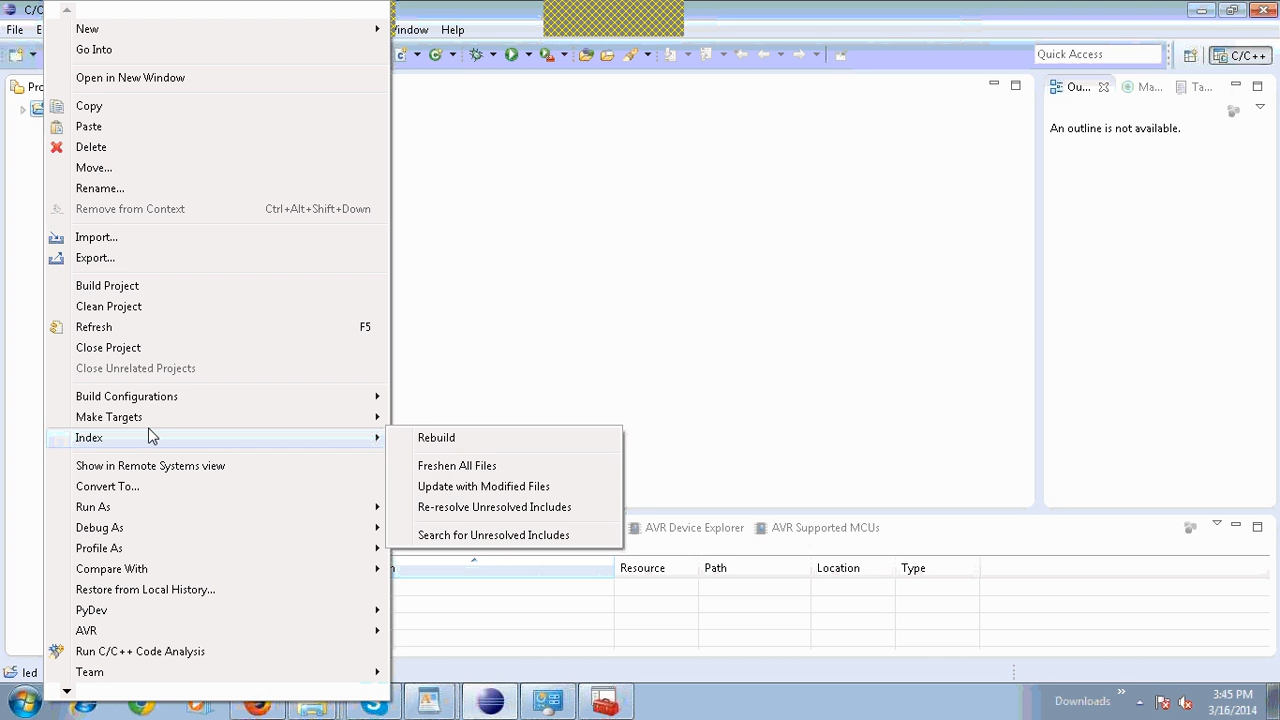 C/C
File
E
Window
Help
Quick Access
C/C++
Pro
New
Go Into
Open in New Window
Copy
Paste
Delete
Move...
Rename...
Remove from Context Ctrl+Alt+Shift+Down
Import...
Export...
Build Project
Clean Project
Refresh F5
Close Project
Close Unrelated Projects
Build Configurations
Make Targets
Index
Show in Remote Systems view
Convert To...
Run As
Debug As
Profile As
Compare With
Restore from Local History...
PyDev
AVR
Run C/C++ Code Analysis
Team
Rebuild
Freshen All Files
Update with Modified Files
Re-resolve Unresolved Includes
Search for Unresolved Includes
Ou... Ma... Ta...
An outline is not available.
AVR Device Explorer AVR Supported MCUs
Resource Path Location Type
led
Downloads
3:45 PM
3/16/2014